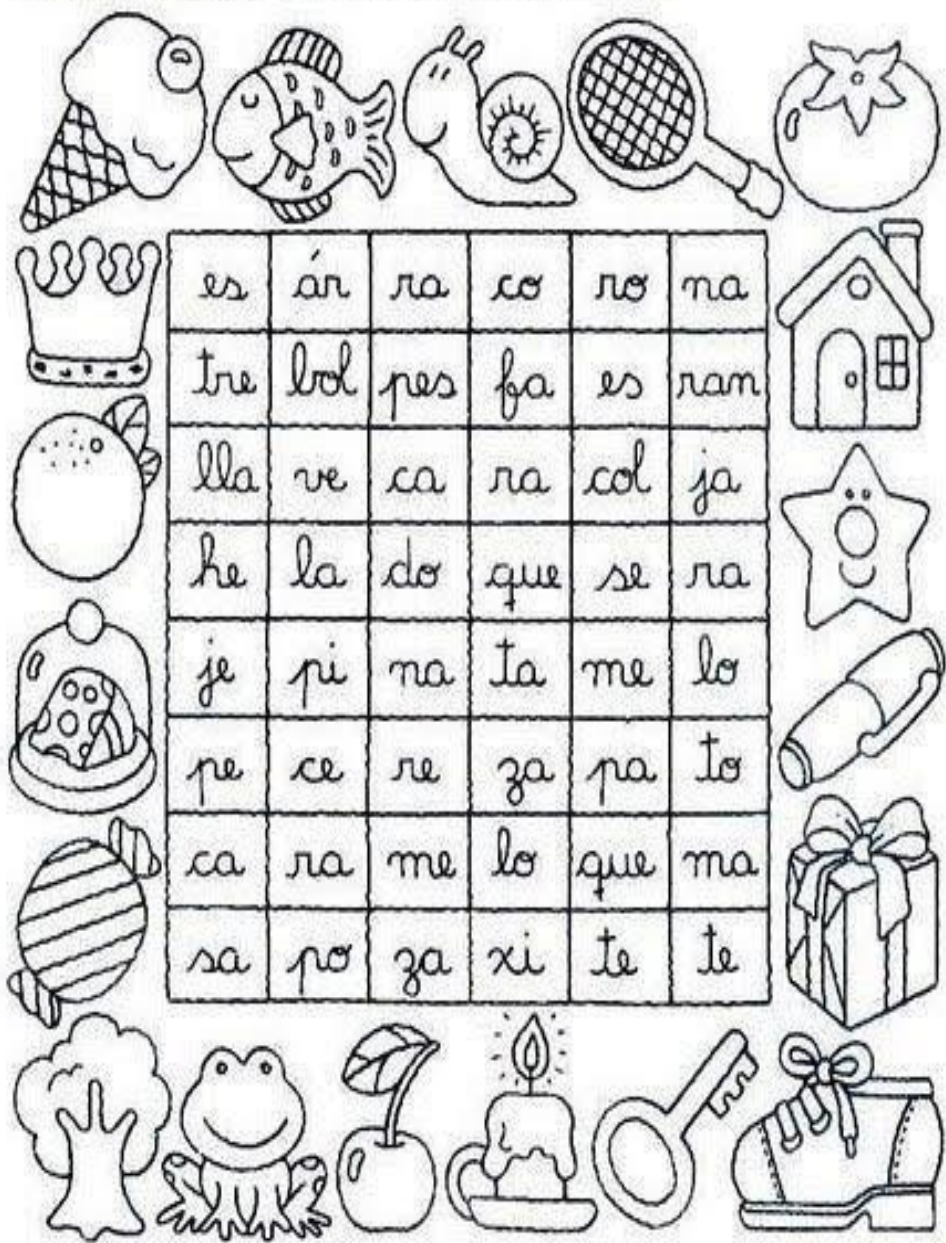 es ár ra co ro na
tre bol pes fa es ran
lla ve ca ra col ja
he la do que se ra
je pi na ta me lo
pe ce re za pa to
ca ra me lo que ma
sa po za xi te te